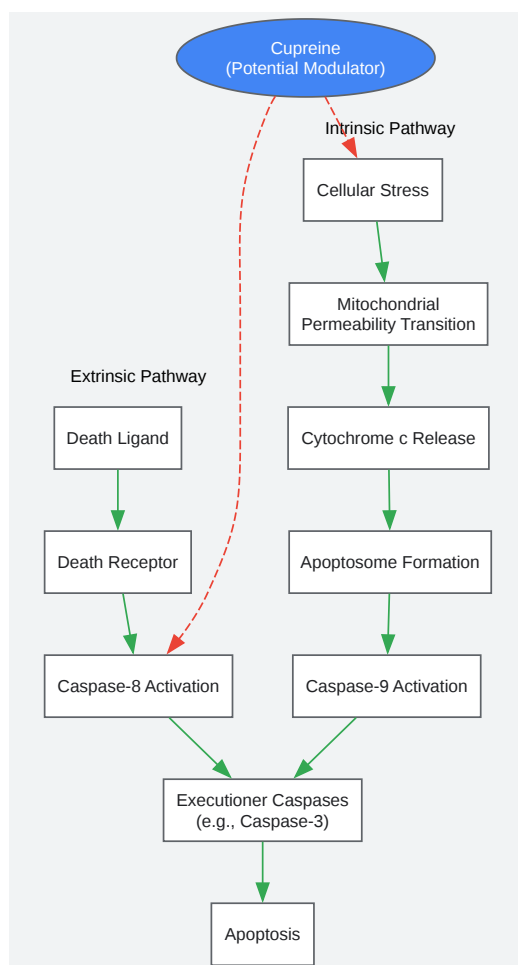 Cupreine
(Potential Modulator)
Intrinsic Pathway
Cellular Stress
Mitochondrial
Permeability Transition
Extrinsic Pathway
Death Ligand
Cytochrome c Release
Death Receptor
Apoptosome Formation
Caspase-8 Activation
Caspase-9 Activation
Executioner Caspases
(e.g., Caspase-3)
Apoptosis